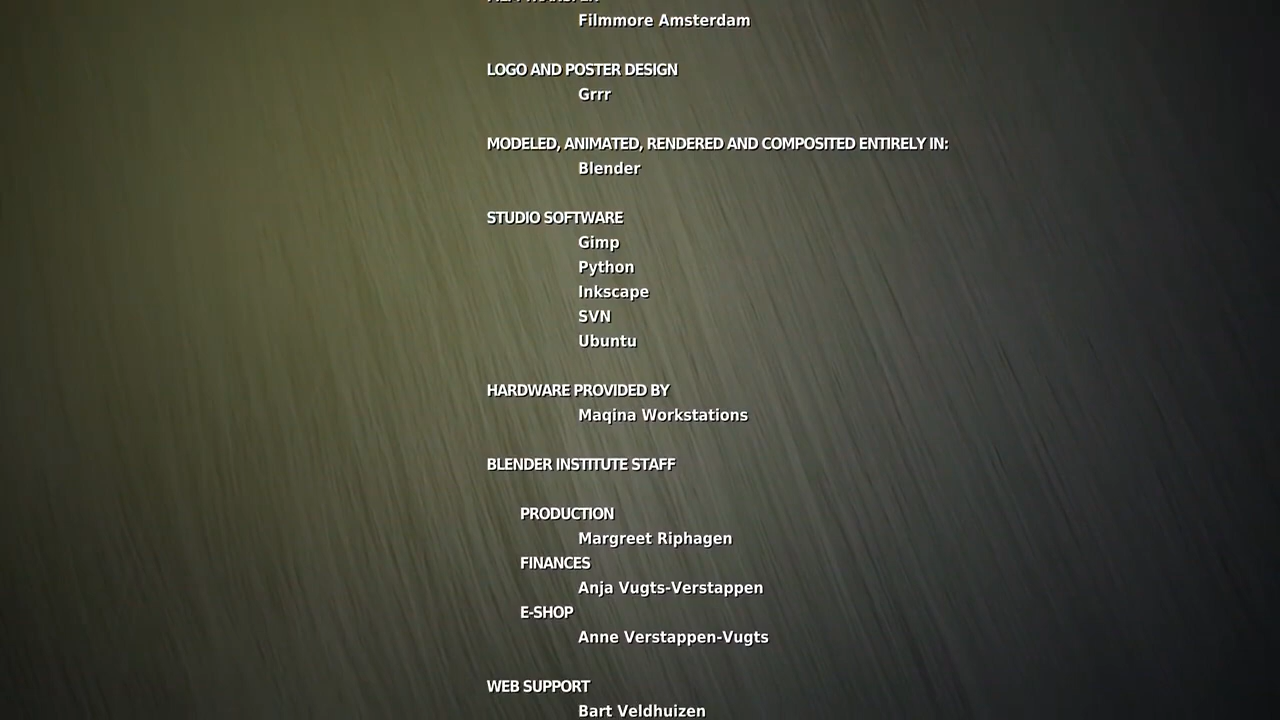 Filmmore Amsterdam
LOGO AND POSTER DESIGN
Grrr
MODELED, ANIMATED, RENDERED AND COMPOSITED ENTIRELY IN:
Blender
STUDIO SOFTWARE
Gimp
Python
Inkscape
SVN
Ubuntu
HARDWARE PROVIDED BY
Maqina Workstations
BLENDER INSTITUTE STAFF
PRODUCTION
Margreet Riphagen
FINANCES
Anja Vugts-Verstappen
E-SHOP
Anne Verstappen-Vugts
WEB SUPPORT
Bart Veldhuizen